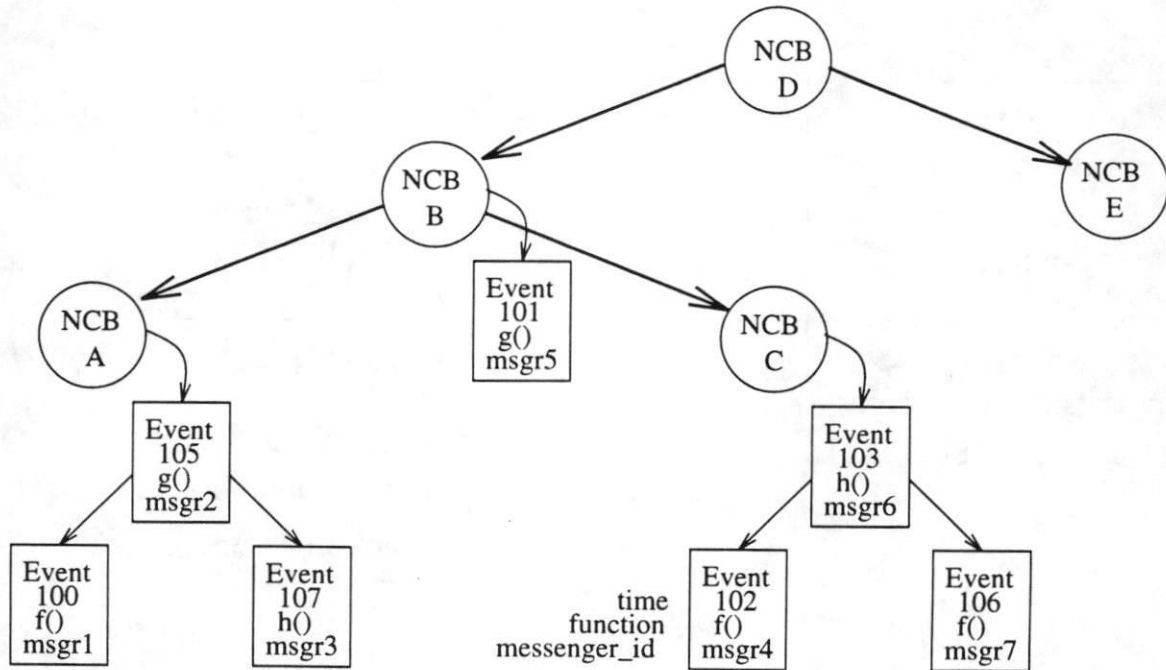 NCB
D
NCB
B
NCB
E
Event
101
g()
msgr5
NCB
A
NCB
C
Event
105
g()
msgr2
Event
103
h()
msgr6
Event
100
f()
msgr1
Event
107
h()
msgr3
time
function
messenger_id
Event
102
f()
msgr4
Event
106
f()
msgr7